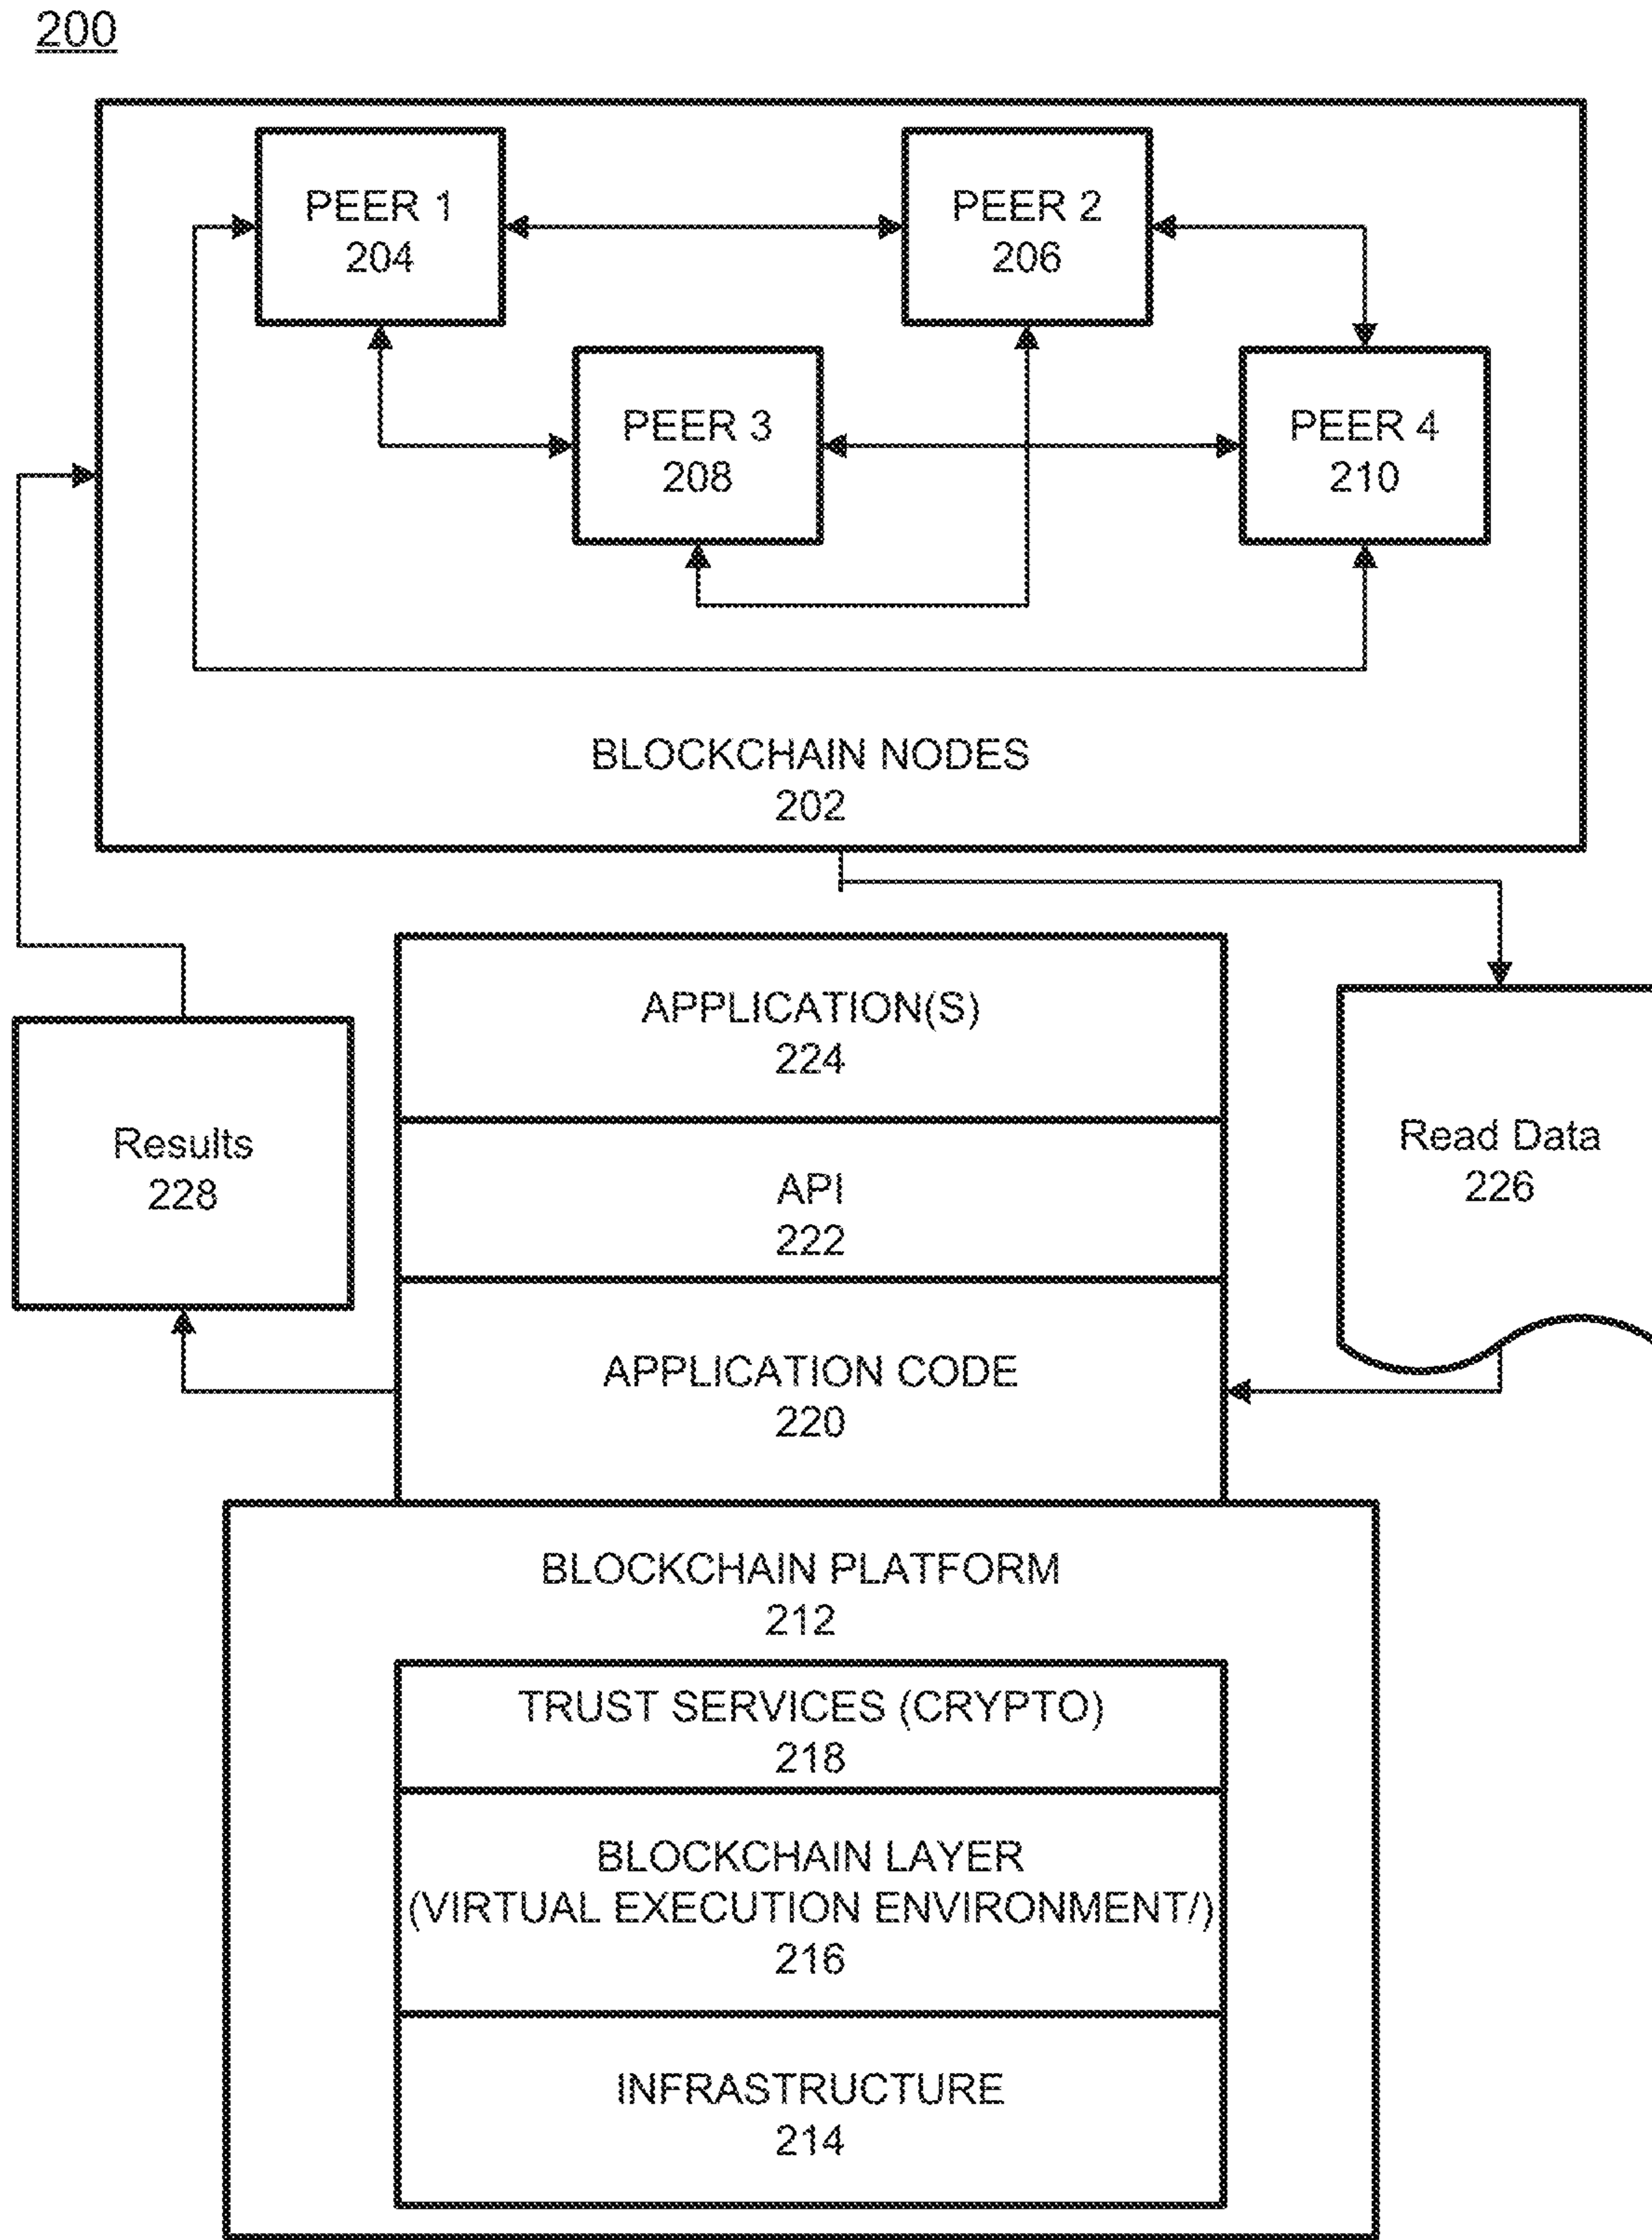 200
PEER 1
204
PEER 2
206
PEER 3
208
PEER 4
210
BLOCKCHAIN NODES
202
APPLICATION(S)
224
API
222
APPLICATION CODE
220
Results
228
Read Data
226
BLOCKCHAIN PLATFORM
212
TRUST SERVICES (CRYPTO)
218
BLOCKCHAIN LAYER
(VIRTUAL EXECUTION ENVIRONMENT/)
216
INFRASTRUCTURE
214